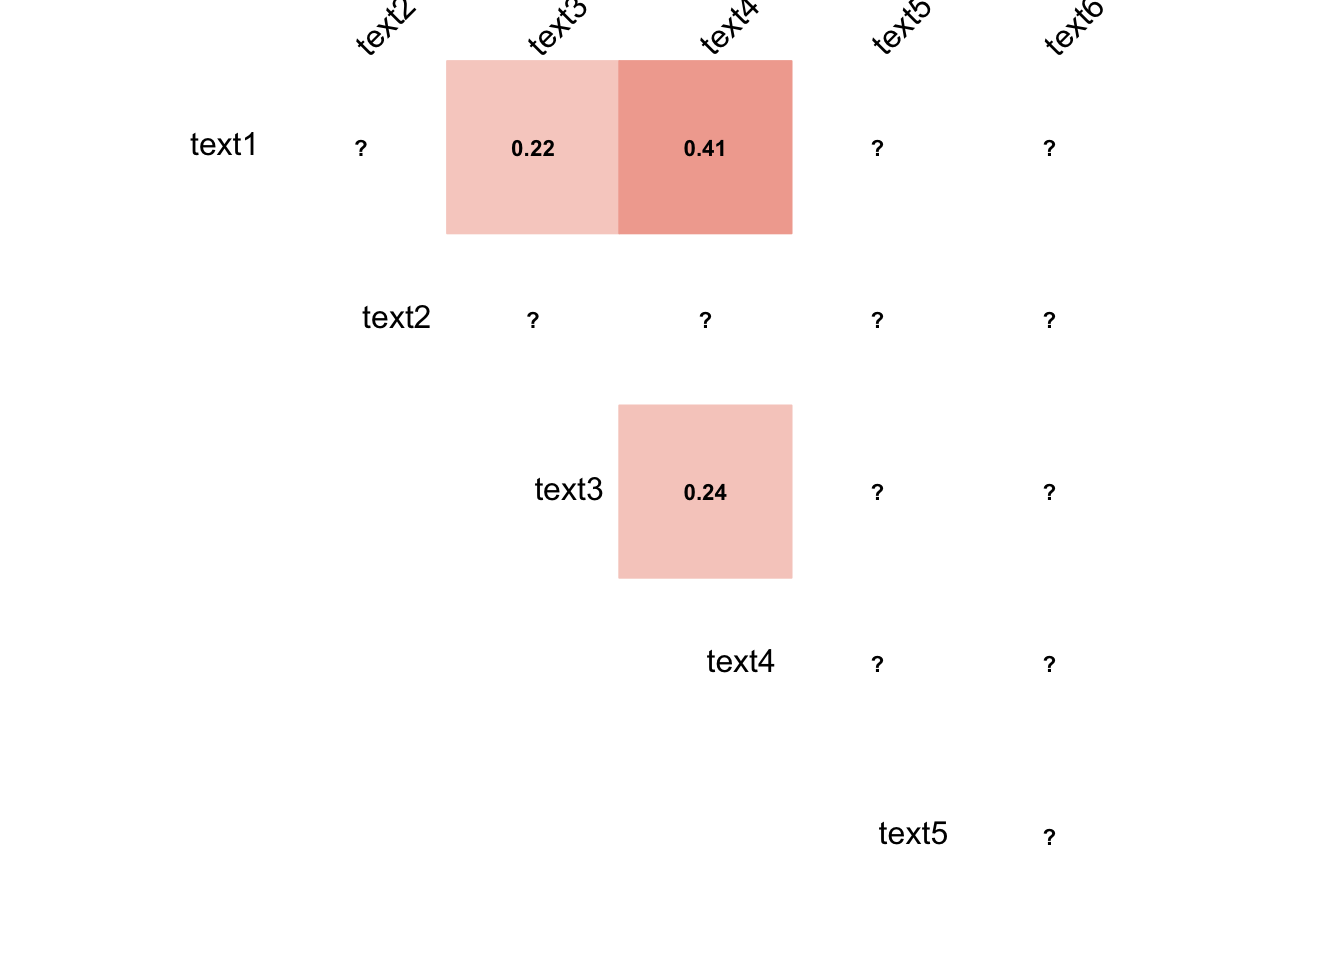 text2 text3 text4 text5 text6
text1 ? 0.22 0.41 ? ?
text2 ? ? ? ?
text3 0.24 ? ?
text4 ? ?
text5 ?